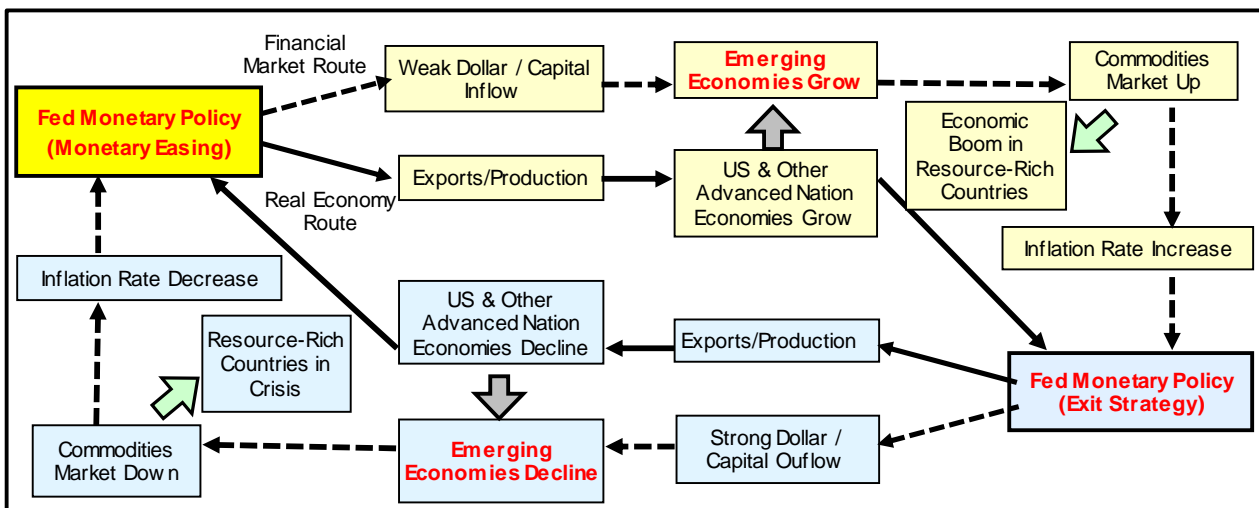 Financial
Market Route
Weak Dollar / Capital
Inflow
Emerging
Economies Grow
Commodities
Market Up
Fed Monetary Policy
(Monetary Easing)
Economic
Boom in
Resource-Rich
Countries
Exports/Production
US & Other
Advanced Nation
Economies Grow
Real Economy
Route
Inflation Rate Decrease
Inflation Rate Increase
US & Other
Advanced Nation
Economies Decline
Exports/Production
Resource-Rich
Countries in
Crisis
Fed Monetary Policy
(Exit Strategy)
Commodities
Market Down
Emerging
Economies Decline
Strong Dollar /
Capital Ouflow